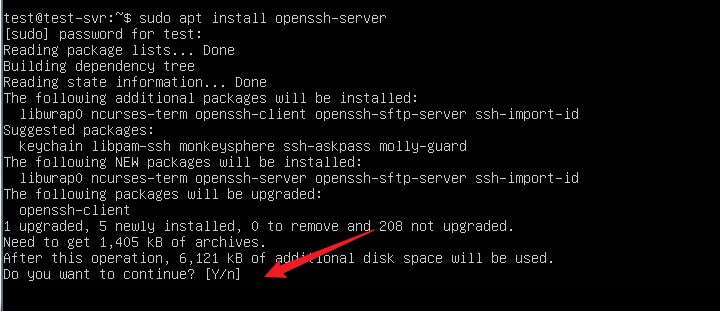 test@test-svr:~$ sudo apt install openssh-server
[sudo] password for test:
Reading package lists... Done
Building dependency tree
Reading state information... Done
The following additional packages will be installed:
  libwrap0 ncurses-term openssh-client openssh-sftp-server ssh-import-id
Suggested packages:
  keychain libpam-ssh monkeysphere ssh-askpass molly-guard
The following NEW packages will be installed:
  libwrap0 ncurses-term openssh-server openssh-sftp-server ssh-import-id
The following packages will be upgraded:
  openssh-client
1 upgraded, 5 newly installed, 0 to remove and 208 not upgraded.
Need to get 1,405 kB of archives.
After this operation, 6,121 kB of additional disk space will be used.
Do you want to continue? [Y/n]